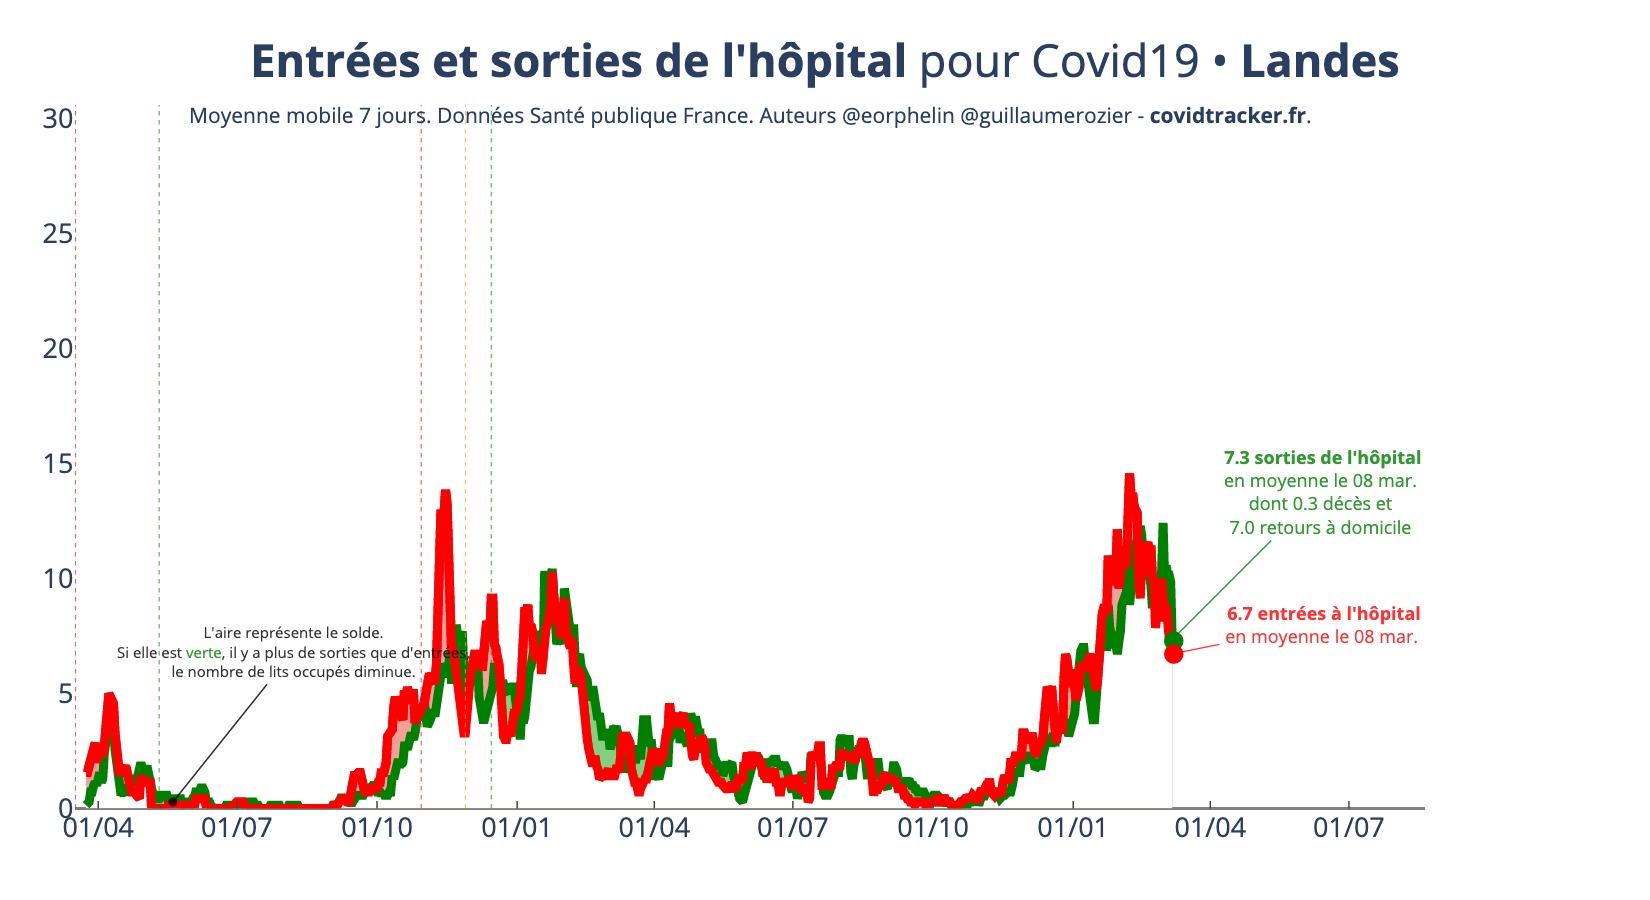 Entrées et sorties de l'hôpital pour Covid19 • Landes
Moyenne mobile 7 jours. Données Santé publique France. Auteurs @eorphelin @guillaumerozier - covidtracker.fr.
30
25
20
15
10
5
0
7.3 sorties de l'hôpital
en moyenne le 08 mar.
dont 0.3 décès et
7.0 retours à domicile
6.7 entrées à l'hôpital
en moyenne le 08 mar.
L'aire représente le solde.
Si elle est verte, il y a plus de sorties que d'entrées,
le nombre de lits occupés diminue.
01/04 01/07 01/10 01/01 01/04 01/07 01/10 01/01 01/04 01/07